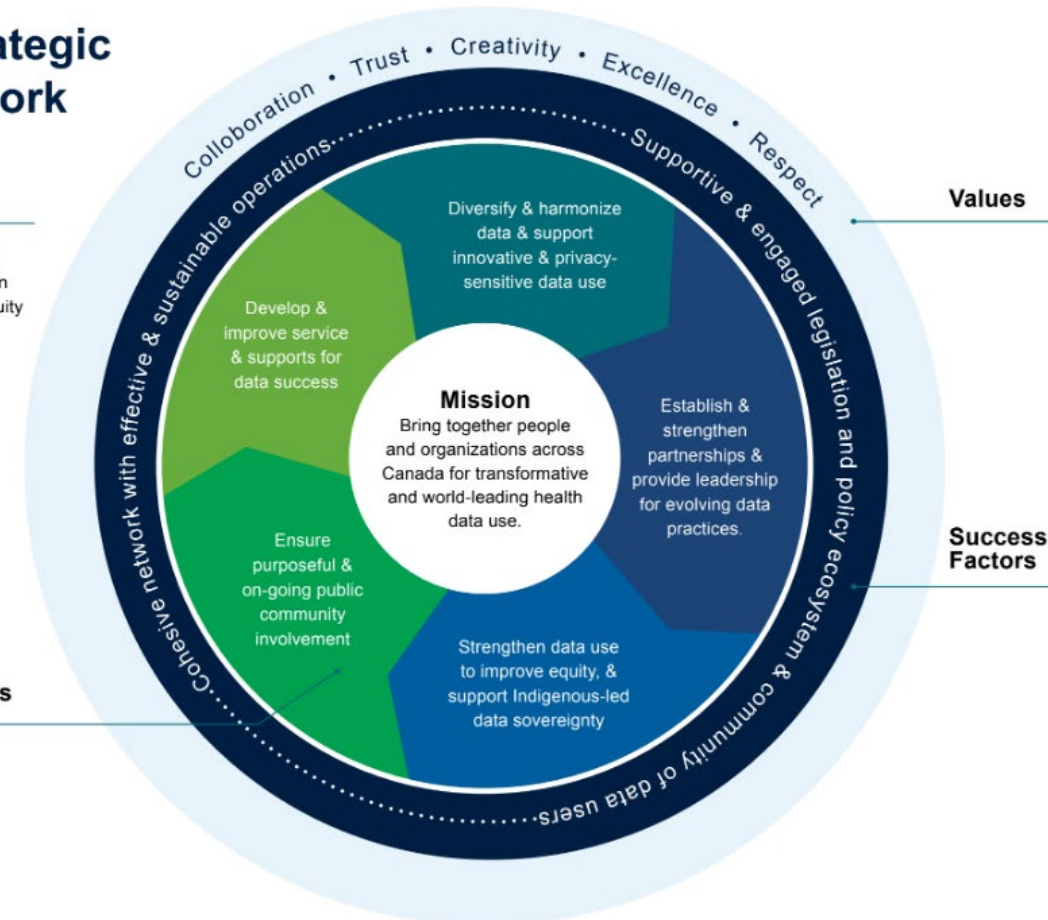 ategic
ork
Colloboration • Trust • Creativity • Excellence • Respect
Cohesive network with effective & sustainable operations
Supportive & engaged legislation and policy ecosystem & community of data users
Values
n
uity
Diversify & harmonize
data & support
innovative & privacy-
sensitive data use
Develop &
improve service
& supports for
data success
Mission
Bring together people
and organizations across
Canada for transformative
and world-leading health
data use.
Establish &
strengthen
partnerships &
provide leadership
for evolving data
practices.
Success
Factors
Ensure
purposeful &
on-going public
community
involvement
Strengthen data use
to improve equity, &
support Indigenous-led
data sovereignty
s